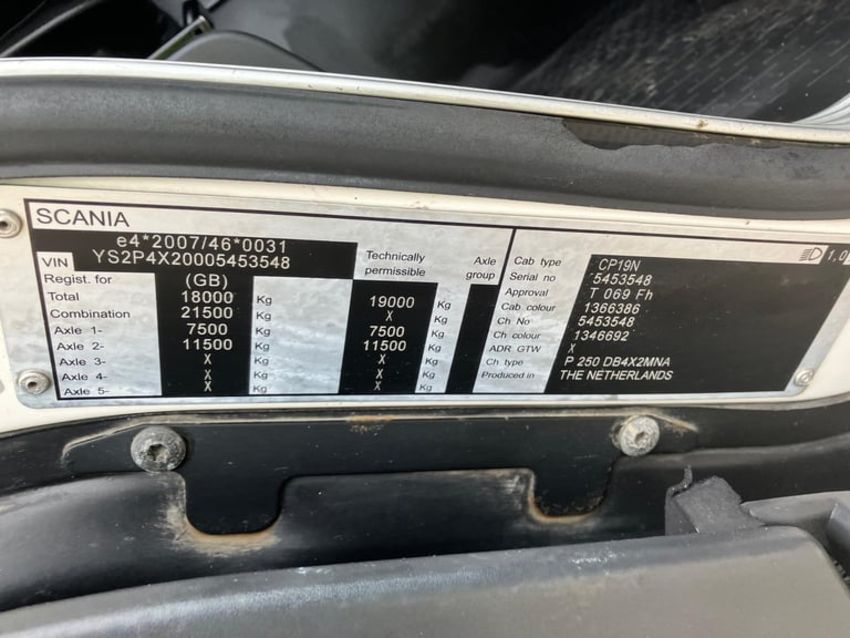 SCANIA
e4*2007/46*0031
VIN YS2P4X20005453548
Technically permissible
Axle group
Regist. for (GB)
Total 18000 Kg 19000 Kg
Combination 21500 Kg X Kg
Axle 1- 7500 Kg 7500 Kg
Axle 2- 11500 Kg 11500 Kg
Axle 3- X Kg X Kg
Axle 4- X Kg X Kg
Axle 5- X Kg X Kg
Cab type CP19N
Serial no 5453548
Approval T 069 Fh
Cab colour 1366386
Ch No 5453548
Ch colour 1346692
ADR GTW X
Ch type P 250 DB4X2MNA
Produced in THE NETHERLANDS